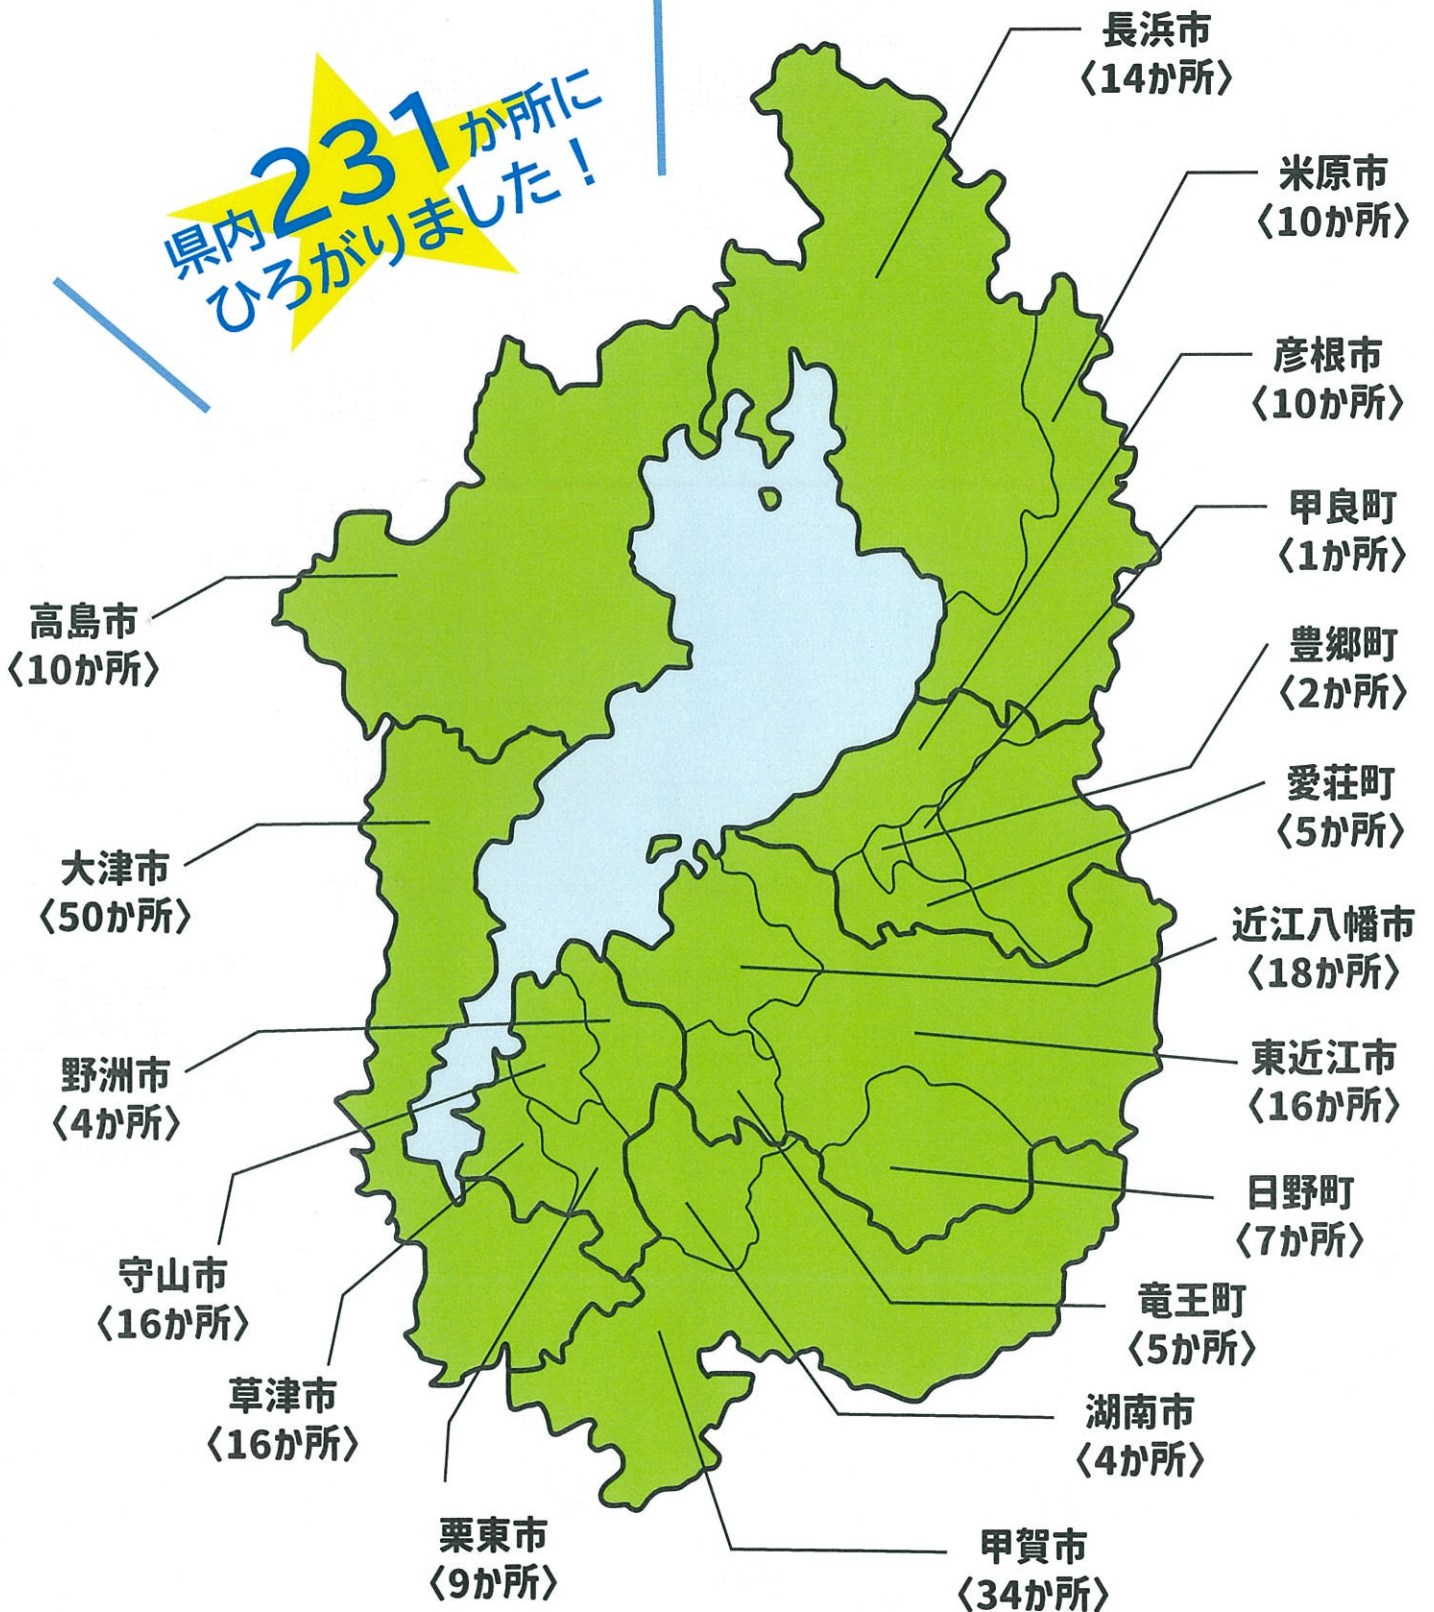 県内231か所に
ひろがりました！
長浜市
〈14か所〉
米原市
〈10か所〉
彦根市
〈10か所〉
甲良町
〈1か所〉
豊郷町
〈2か所〉
愛荘町
〈5か所〉
近江八幡市
〈18か所〉
東近江市
〈16か所〉
日野町
〈7か所〉
竜王町
〈5か所〉
湖南市
〈4か所〉
甲賀市
〈34か所〉
高島市
〈10か所〉
大津市
〈50か所〉
野洲市
〈4か所〉
守山市
〈16か所〉
草津市
〈16か所〉
栗東市
〈9か所〉